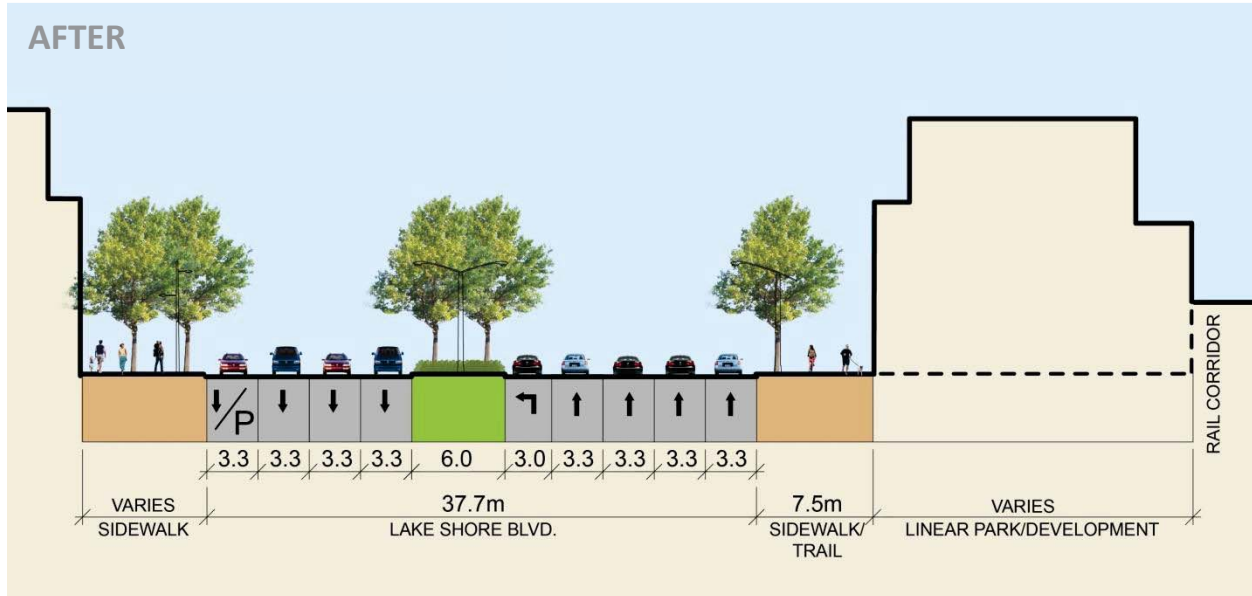 AFTER
P
3.3 3.3 3.3 3.3 6.0 3.0 3.3 3.3 3.3 3.3
VARIES 37.7m 7.5m VARIES
SIDEWALK LAKE SHORE BLVD. SIDEWALK/ LINEAR PARK/DEVELOPMENT
TRAIL
RAIL CORRIDOR